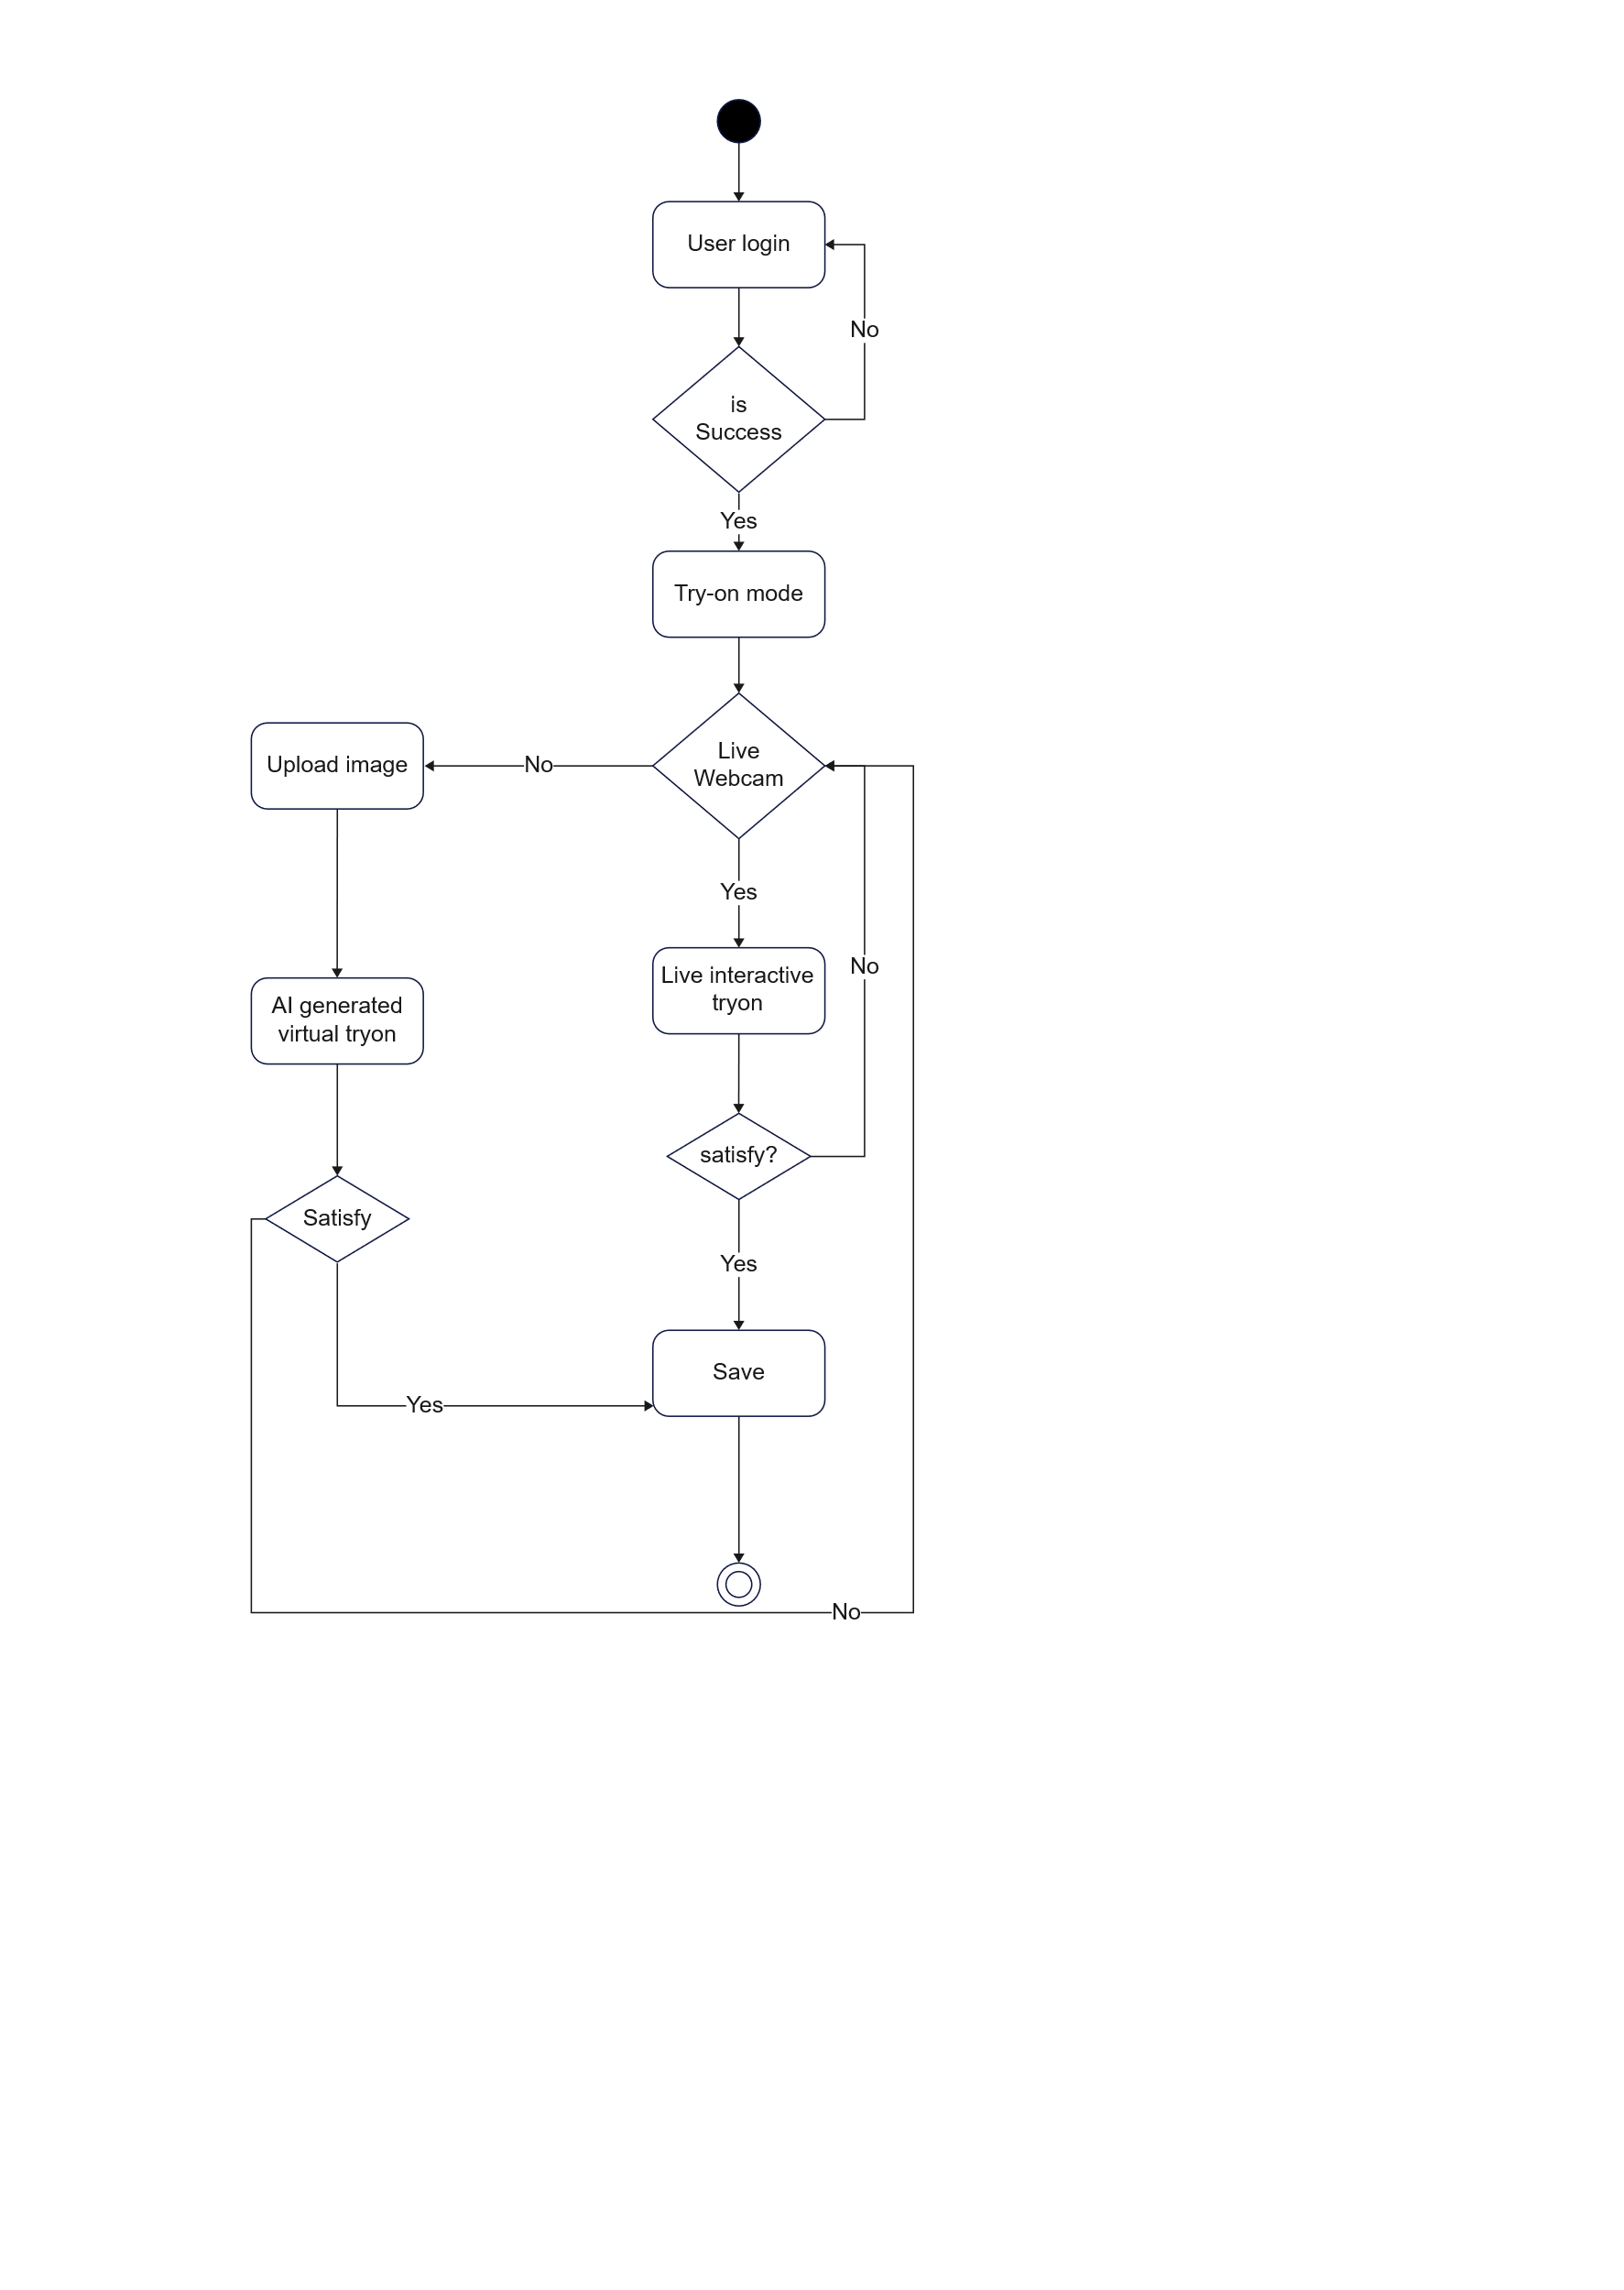 User login
No
is
Success
Yes
Try-on mode
Live
Webcam
No
Upload image
Yes
No
Live interactive
tryon
AI generated
virtual tryon
satisfy?
Satisfy
Yes
Save
Yes
No